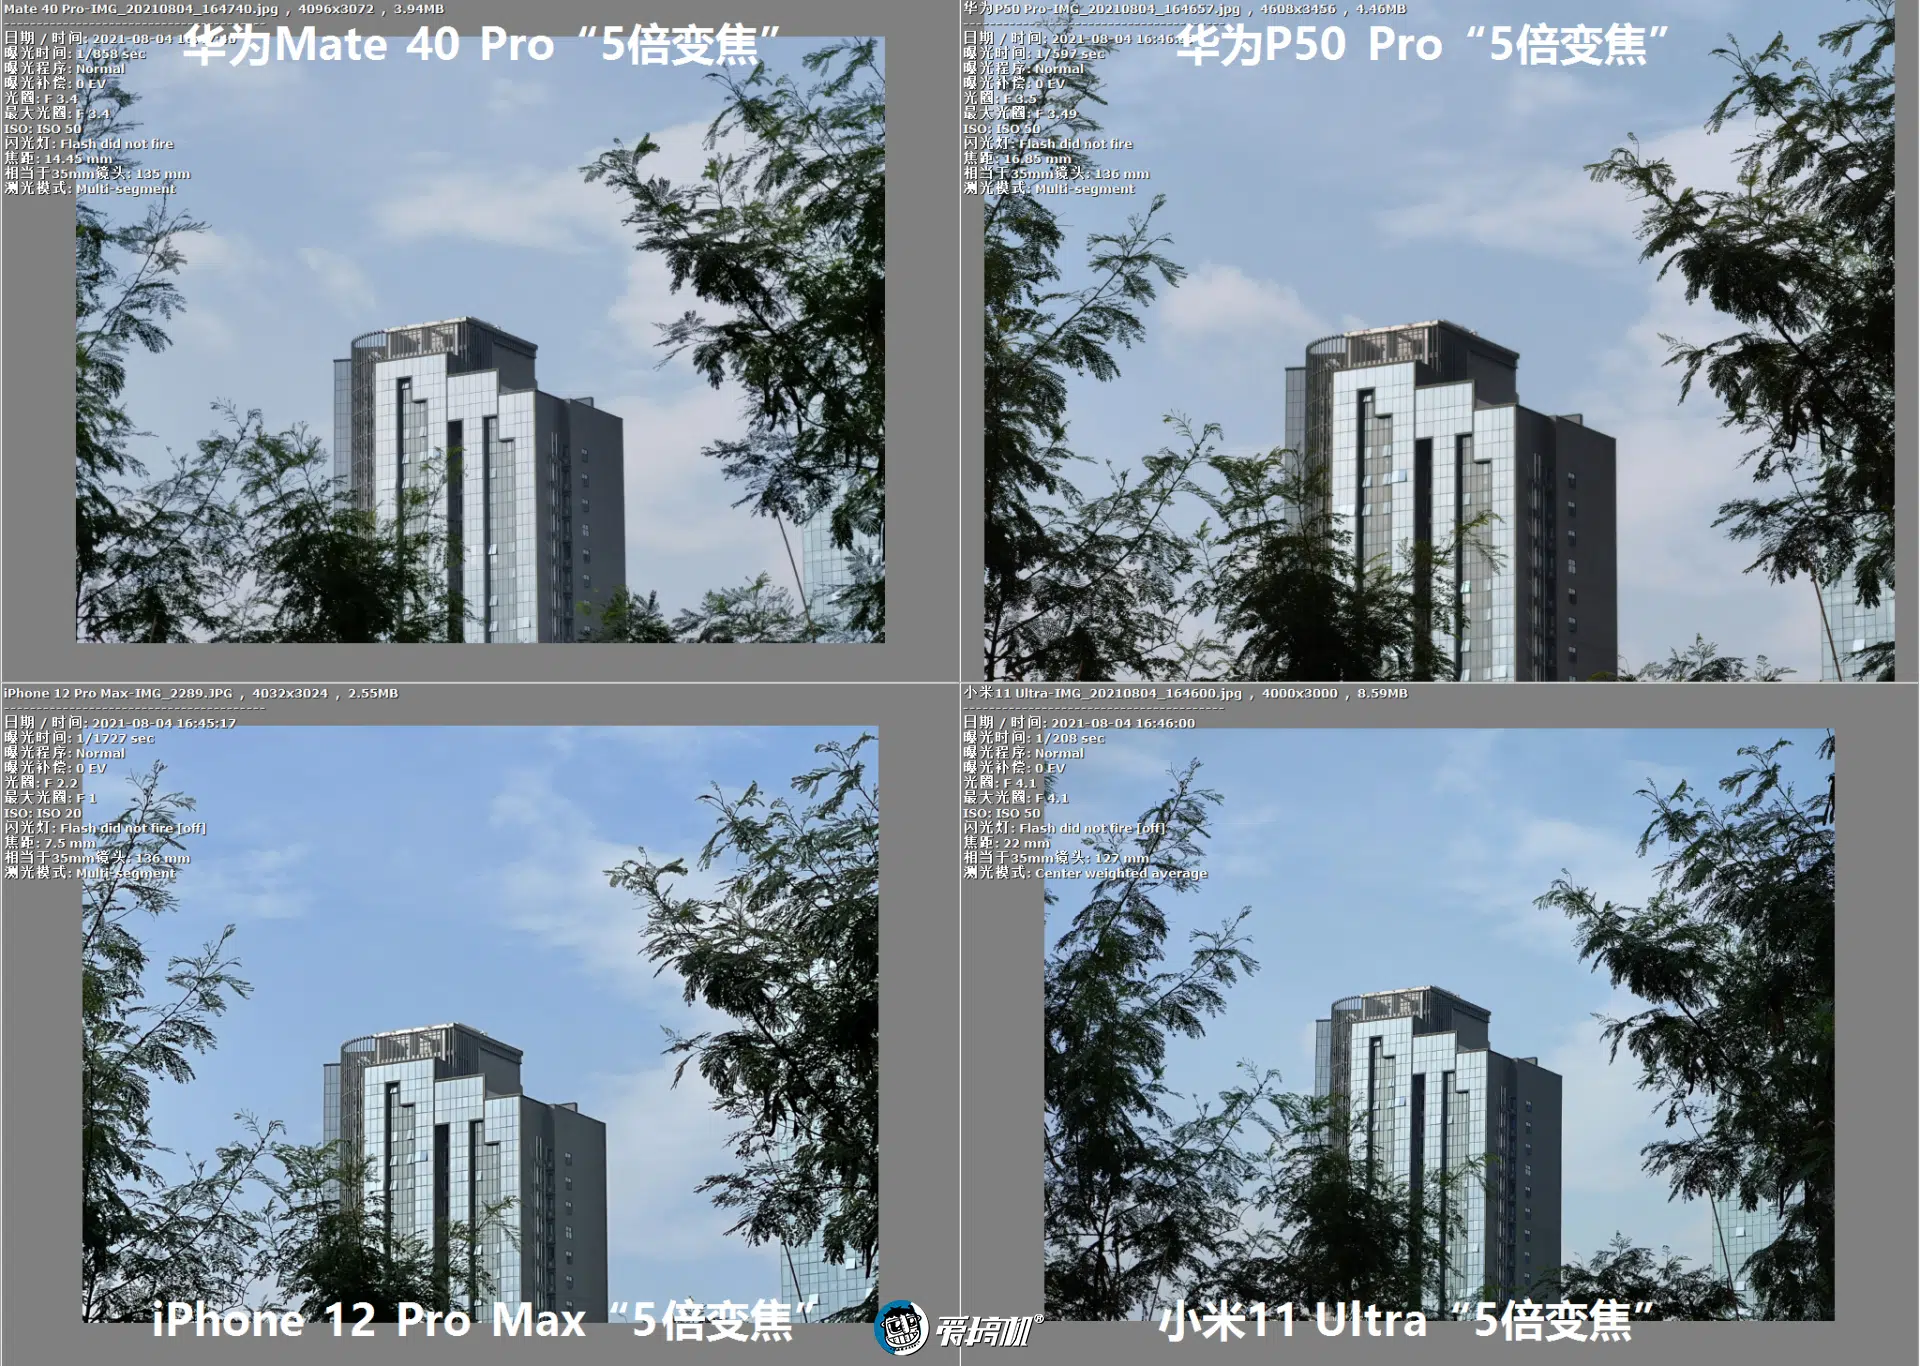 Mate 40 Pro-IMG_20210804_164740.jpg , 4096x3072 , 3.94MB
日期 / 时间: 2021-08-04
曝光时间: 1/858 sec
曝光程序: Normal
曝光补偿: 0 EV
光圈: F 3.4
最大光圈: F 3.4
ISO: ISO 50
闪光灯: Flash did not fire
焦距: 14.45 mm
相当于35mm镜头: 135 mm
测光模式: Multi-segment
华为Mate 40 Pro “5倍变焦”
华为P50 Pro-IMG_20210804_164657.jpg , 4608x3456 , 4.46MB
日期 / 时间: 2021-08-04 16:46
曝光时间: 1/597 sec
曝光程序: Normal
曝光补偿: 0 EV
光圈: F 3.5
最大光圈: F 3.49
ISO: ISO 50
闪光灯: Flash did not fire
焦距: 16.85 mm
相当于35mm镜头: 136 mm
测光模式: Multi-segment
华为P50 Pro “5倍变焦”
iPhone 12 Pro Max-IMG_2289.JPG , 4032x3024 , 2.55MB
日期 / 时间: 2021-08-04 16:45:17
曝光时间: 1/1727 sec
曝光程序: Normal
曝光补偿: 0 EV
光圈: F 2.2
最大光圈: F 1
ISO: ISO 20
闪光灯: Flash did not fire [off]
焦距: 7.5 mm
相当于35mm镜头: 136 mm
测光模式: Multi-segment
iPhone 12 Pro Max “5倍变焦”
小米11 Ultra-IMG_20210804_164600.jpg , 4000x3000 , 8.59MB
日期 / 时间: 2021-08-04 16:46:00
曝光时间: 1/208 sec
曝光程序: Normal
曝光补偿: 0 EV
光圈: F 4.1
最大光圈: F 4.1
ISO: ISO 50
闪光灯: Flash did not fire [off]
焦距: 22 mm
相当于35mm镜头: 127 mm
测光模式: Center weighted average
小米11 Ultra “5倍变焦”
爱搞机®